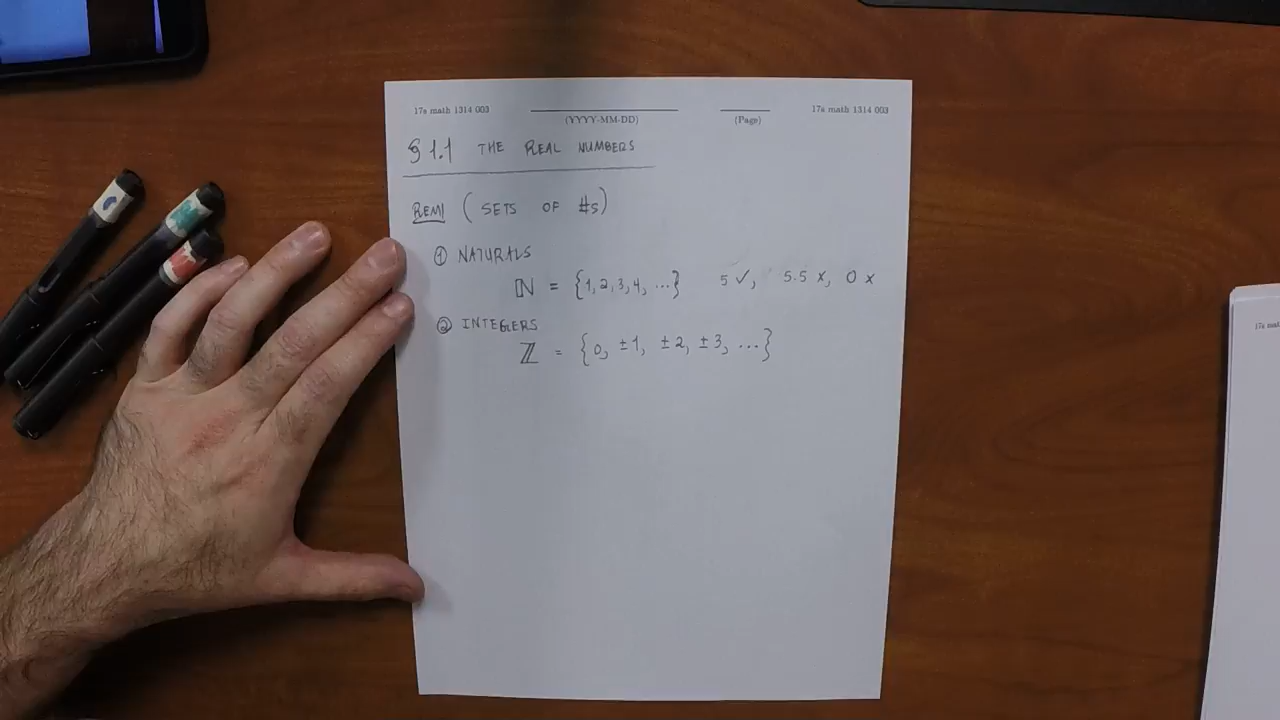 17s math 1314 003 (YYYY-MM-DD) (Page) 17s math 1314 003
§ 1.1 THE REAL NUMBERS
REM (SETS OF #s)
① NATURALS
ℕ = {1, 2, 3, 4, ...} 5 ✓, 5.5 x, 0 x
② INTEGERS
ℤ = {0, ±1, ±2, ±3, ...}